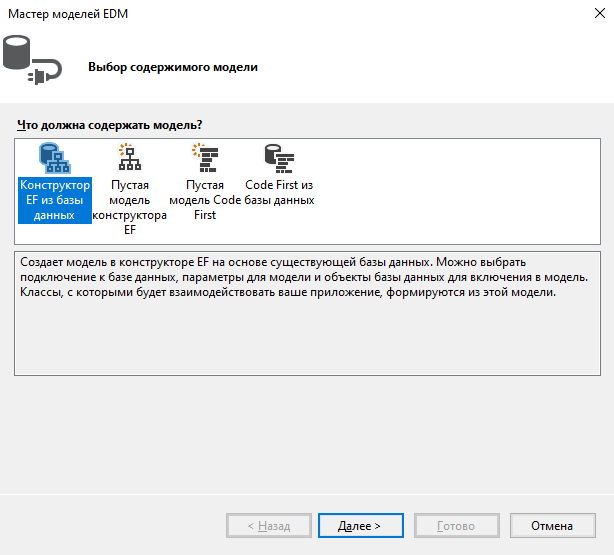 Мастер моделей EDM
Выбор содержимого модели
Что должна содержать модель?
Конструктор EF из базы данных
Пустая модель конструктора EF
Пустая модель Code First
Code First из базы данных
Создает модель в конструкторе EF на основе существующей базы данных. Можно выбрать
подключение к базе данных, параметры для модели и объекты базы данных для включения в модель.
Классы, с которыми будет взаимодействовать ваше приложение, формируются из этой модели.
< Назад
Далее >
Готово
Отмена